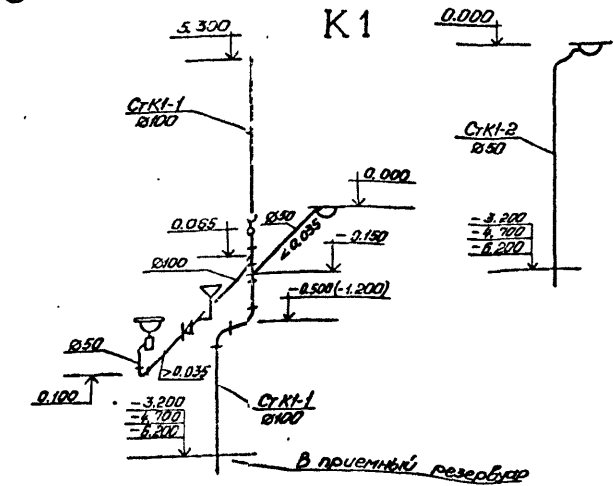 К1
5.300
СтК1-1
Ø100
0.000
СтК1-2
Ø50
-3.200
-4.700
-6.200
0.000
Ø50
<0.035
0.065
-0.150
Ø100
-0.500(-1.200)
Ø50
>0.035
0.100
СтК1-1
Ø100
-3.200
-4.700
-6.200
В приемный резервуар